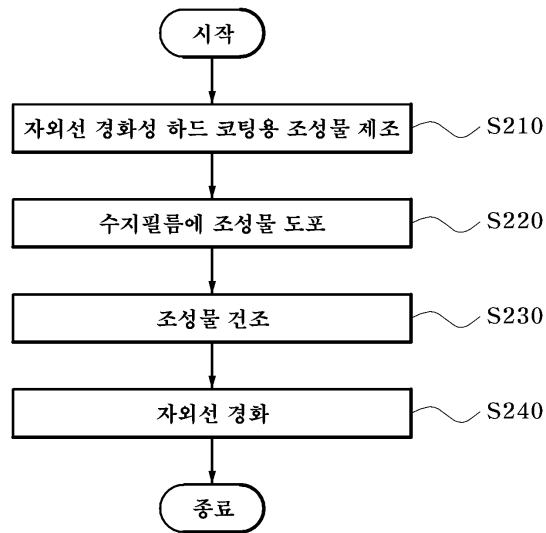 시작
자외선 경화성 하드 코팅용 조성물 제조
S210
수지필름에 조성물 도포
S220
조성물 건조
S230
자외선 경화
S240
종료